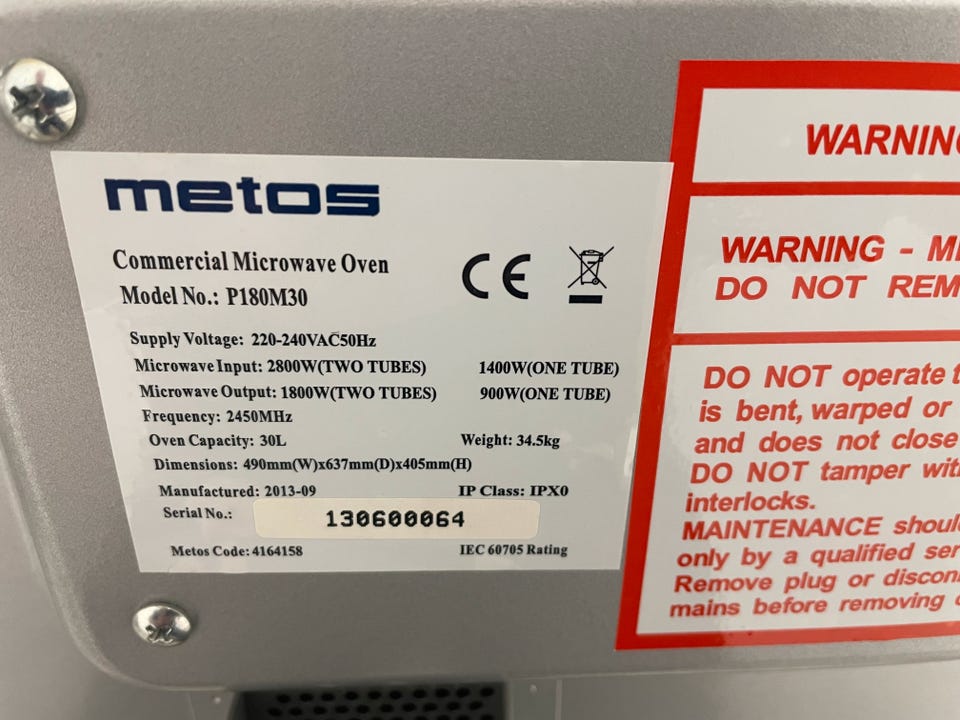 metos
Commercial Microwave Oven
Model No.: P180M30
CE
Supply Voltage: 220-240VAC50Hz
Microwave Input: 2800W(TWO TUBES) 1400W(ONE TUBE)
Microwave Output: 1800W(TWO TUBES) 900W(ONE TUBE)
Frequency: 2450MHz
Oven Capacity: 30L Weight: 34.5kg
Dimensions: 490mm(W)x637mm(D)x405mm(H)
Manufactured: 2013-09 IP Class: IPX0
Serial No.: 130600064
Metos Code: 4164158 IEC 60705 Rating
WARNING
WARNING -
DO NOT
DO NOT operate
is bent, warped or
and does not close
DO NOT tamper
interlocks.
MAINTENANCE
only by a qualified
Remove plug or
mains before removing